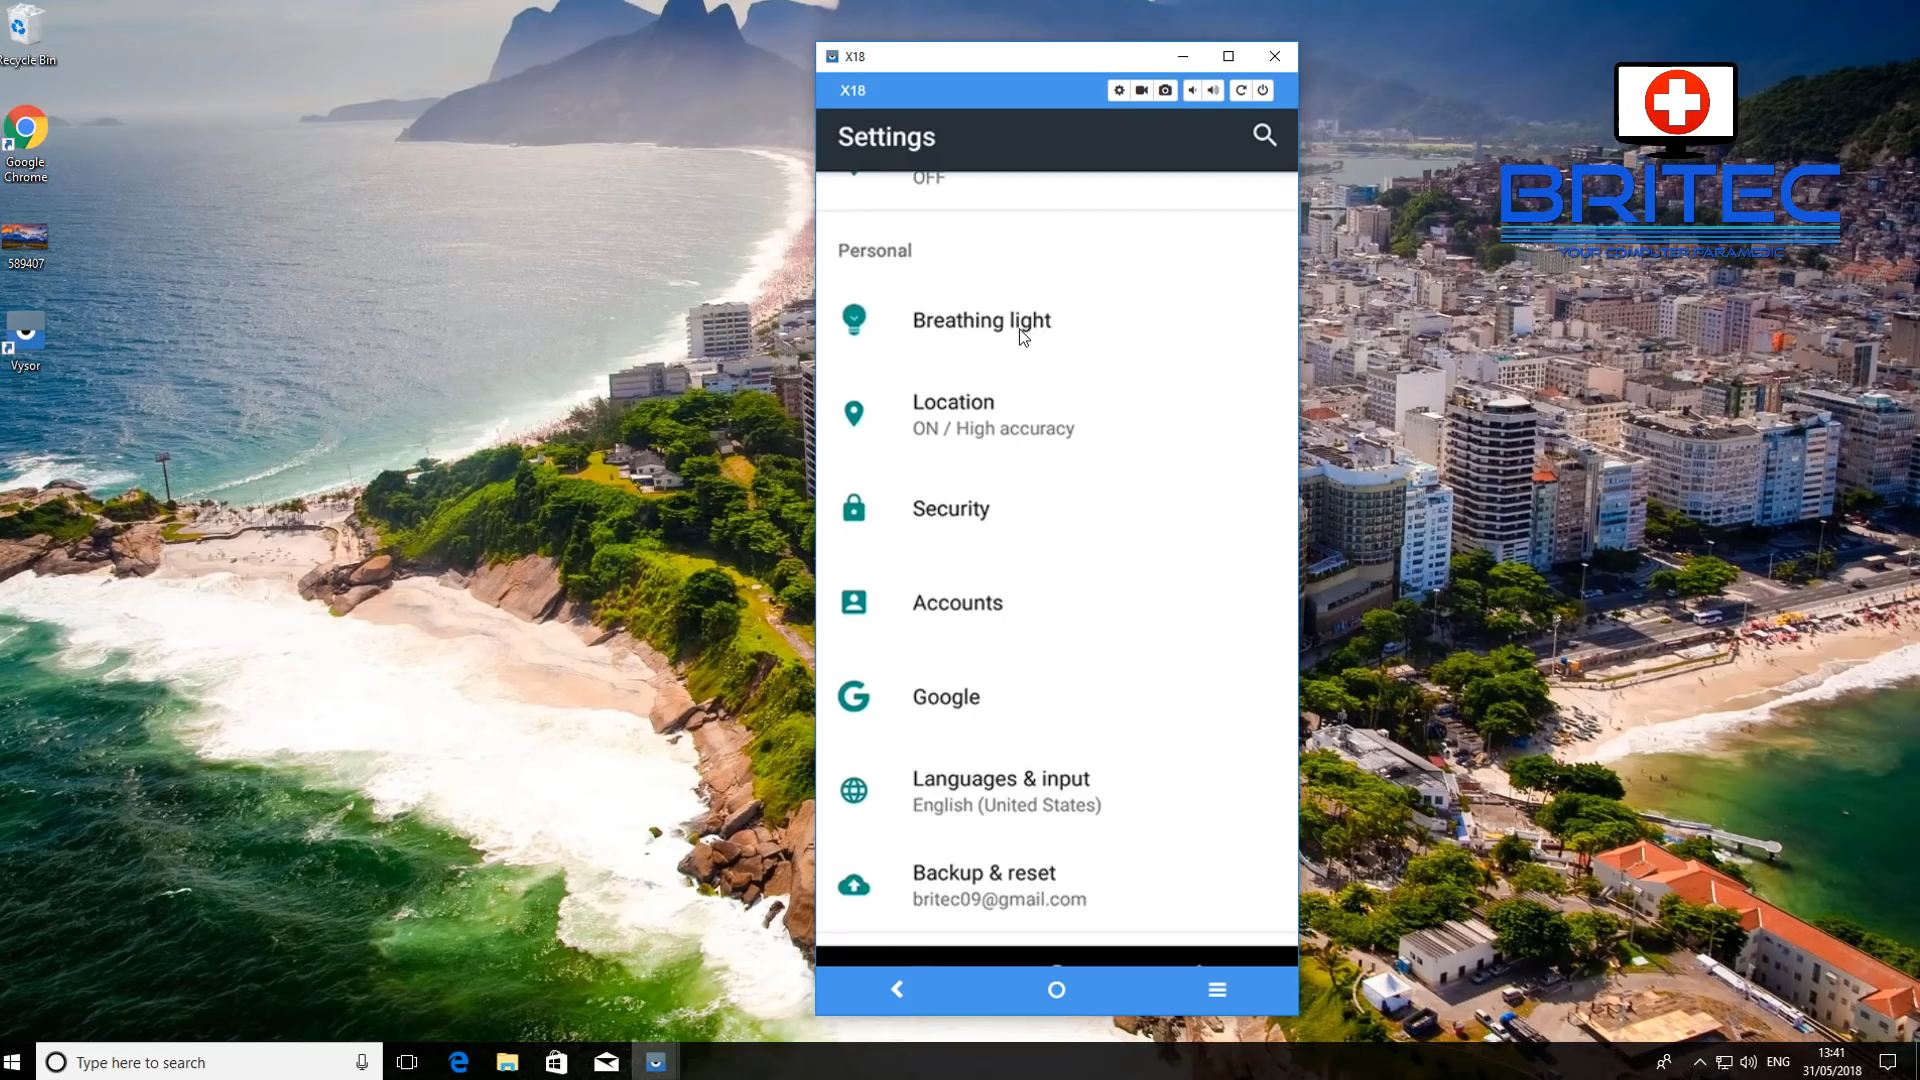 Recycle Bin
Google
Chrome
589407
Vysor
X18
X18
Settings
OFF
Personal
Breathing light
Location
ON / High accuracy
Security
Accounts
Google
Languages & input
English (United States)
Backup & reset
britec09@gmail.com
BRITEC
YOUR COMPUTER PARAMEDIC
Type here to search
ENG
13:41
31/05/2018